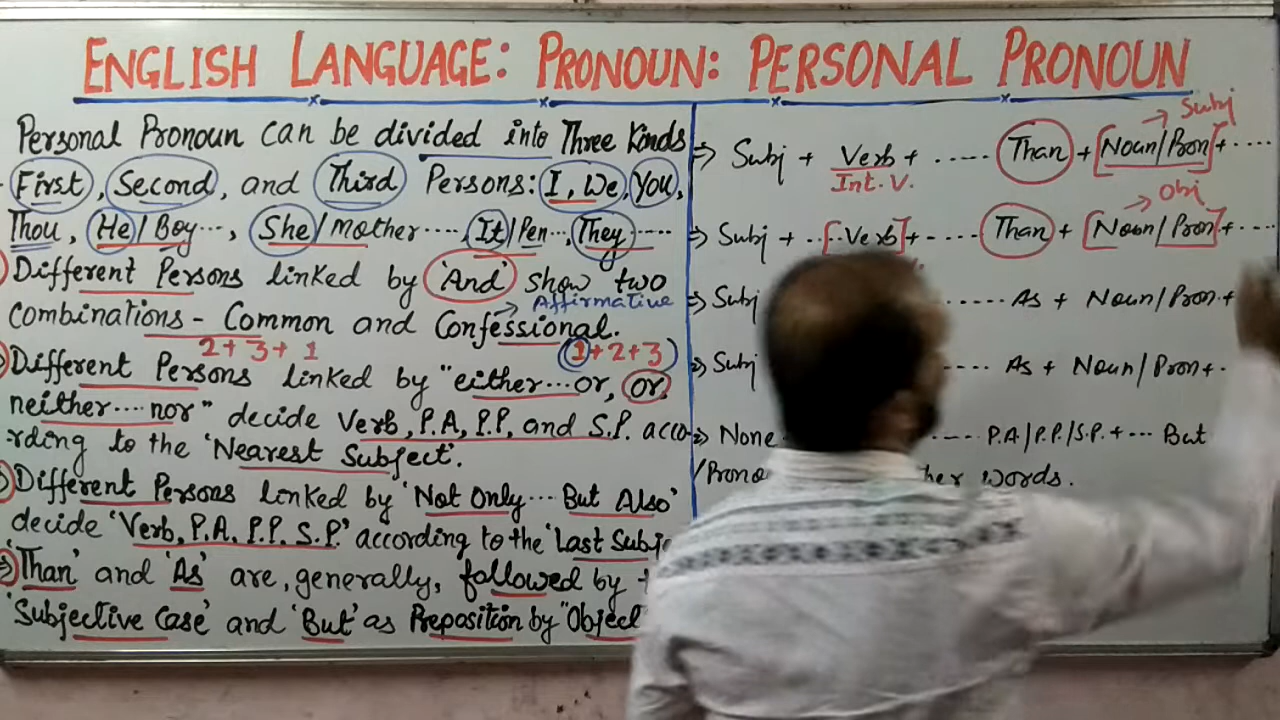 ENGLISH LANGUAGE: PRONOUN: PERSONAL PRONOUN
Personal Pronoun can be divided into Three Kinds
First, Second, and Third Persons: I, We, You,
Thou, He/Boy..., She/mother...., It/Pen..., They.....
Different Persons linked by 'And' show two
→ Affirmative
combinations - Common and Confessional.
2+3+1 (1+2+3)
Different Persons linked by "either...or, or,
neither....nor" decide Verb, P.A, P.P, and S.P. acco-
rding to the 'Nearest Subject'.
Different Persons linked by 'Not Only... But Also'
decide 'Verb, P.A, P.P, S.P.' according to the 'Last
'Than' and 'As' are, generally, followed by
'Subjective Case' and 'But' as Preposition by
→ Subj
⇒ Subj + Verb + ..... Than + [Noun/Pron] + ....
Int. V.
→ Obj
⇒ Subj + ...[Verb] + .... Than + [Noun/Pron] + ....
⇒ Subj ...... As + Noun/Pron +
⇒ Subj .... As + Noun/Pron + .
⇒ None .... P.A/P.P./S.P. + ... But
words.